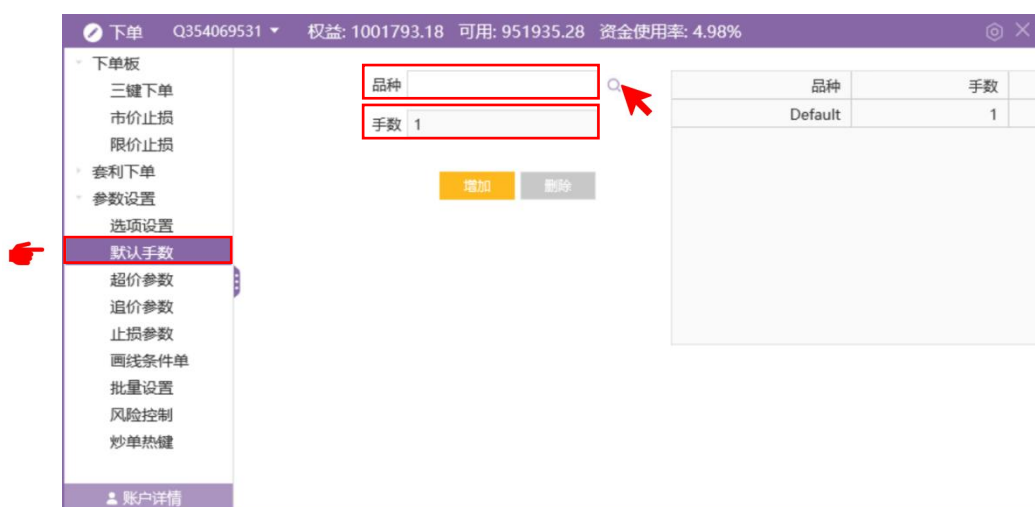 下单 Q354069531 权益: 1001793.18 可用: 951935.28 资金使用率: 4.98%
下单板
三键下单
市价止损
限价止损
套利下单
参数设置
选项设置
默认手数
超价参数
追价参数
止损参数
画线条件单
批量设置
风险控制
炒单热键
账户详情
品种
手数 1
增加 删除
品种 手数
Default 1